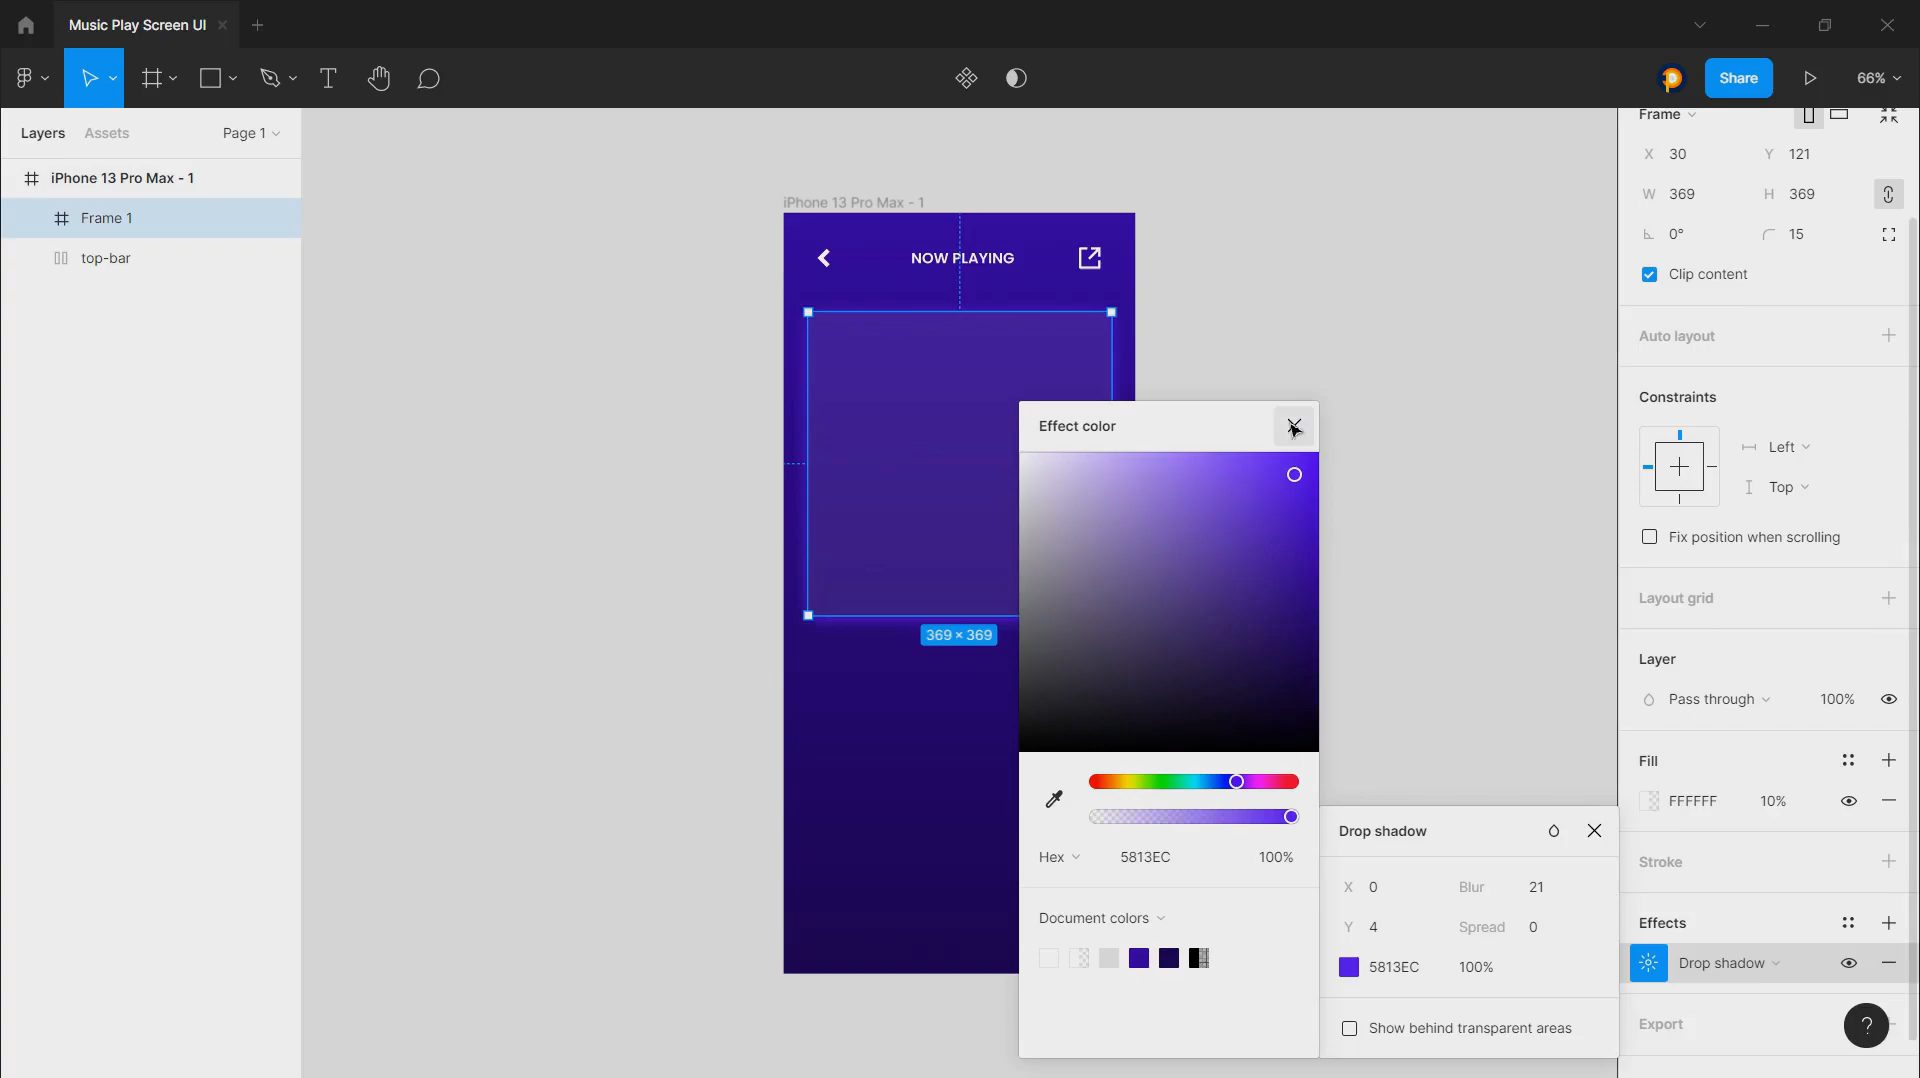 Music Play Screen UI
Share
66%
Layers
Assets
Page 1
iPhone 13 Pro Max - 1
Frame 1
top-bar
iPhone 13 Pro Max - 1
NOW PLAYING
369 × 369
Effect color
Hex
5813EC
100%
Document colors
Drop shadow
X 0
Blur 21
Y 4
Spread 0
5813EC
100%
Show behind transparent areas
Frame
X 30
Y 121
W 369
H 369
0°
15
Clip content
Auto layout
Constraints
Left
Top
Fix position when scrolling
Layout grid
Layer
Pass through
100%
Fill
FFFFFF
10%
Stroke
Effects
Drop shadow
Export
?